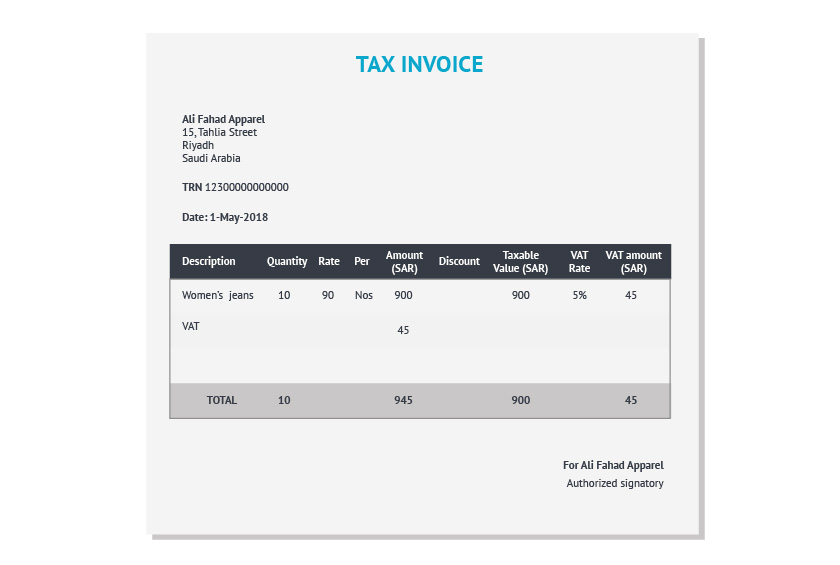 TAX INVOICE
Ali Fahad Apparel
15, Tahlia Street
Riyadh
Saudi Arabia
TRN 12300000000000
Date: 1-May-2018
Description Quantity Rate Per Amount (SAR) Discount Taxable Value (SAR) VAT Rate VAT amount (SAR)
Women's jeans 10 90 Nos 900 900 5% 45
VAT 45
TOTAL 10 945 900 45
For Ali Fahad Apparel
Authorized signatory